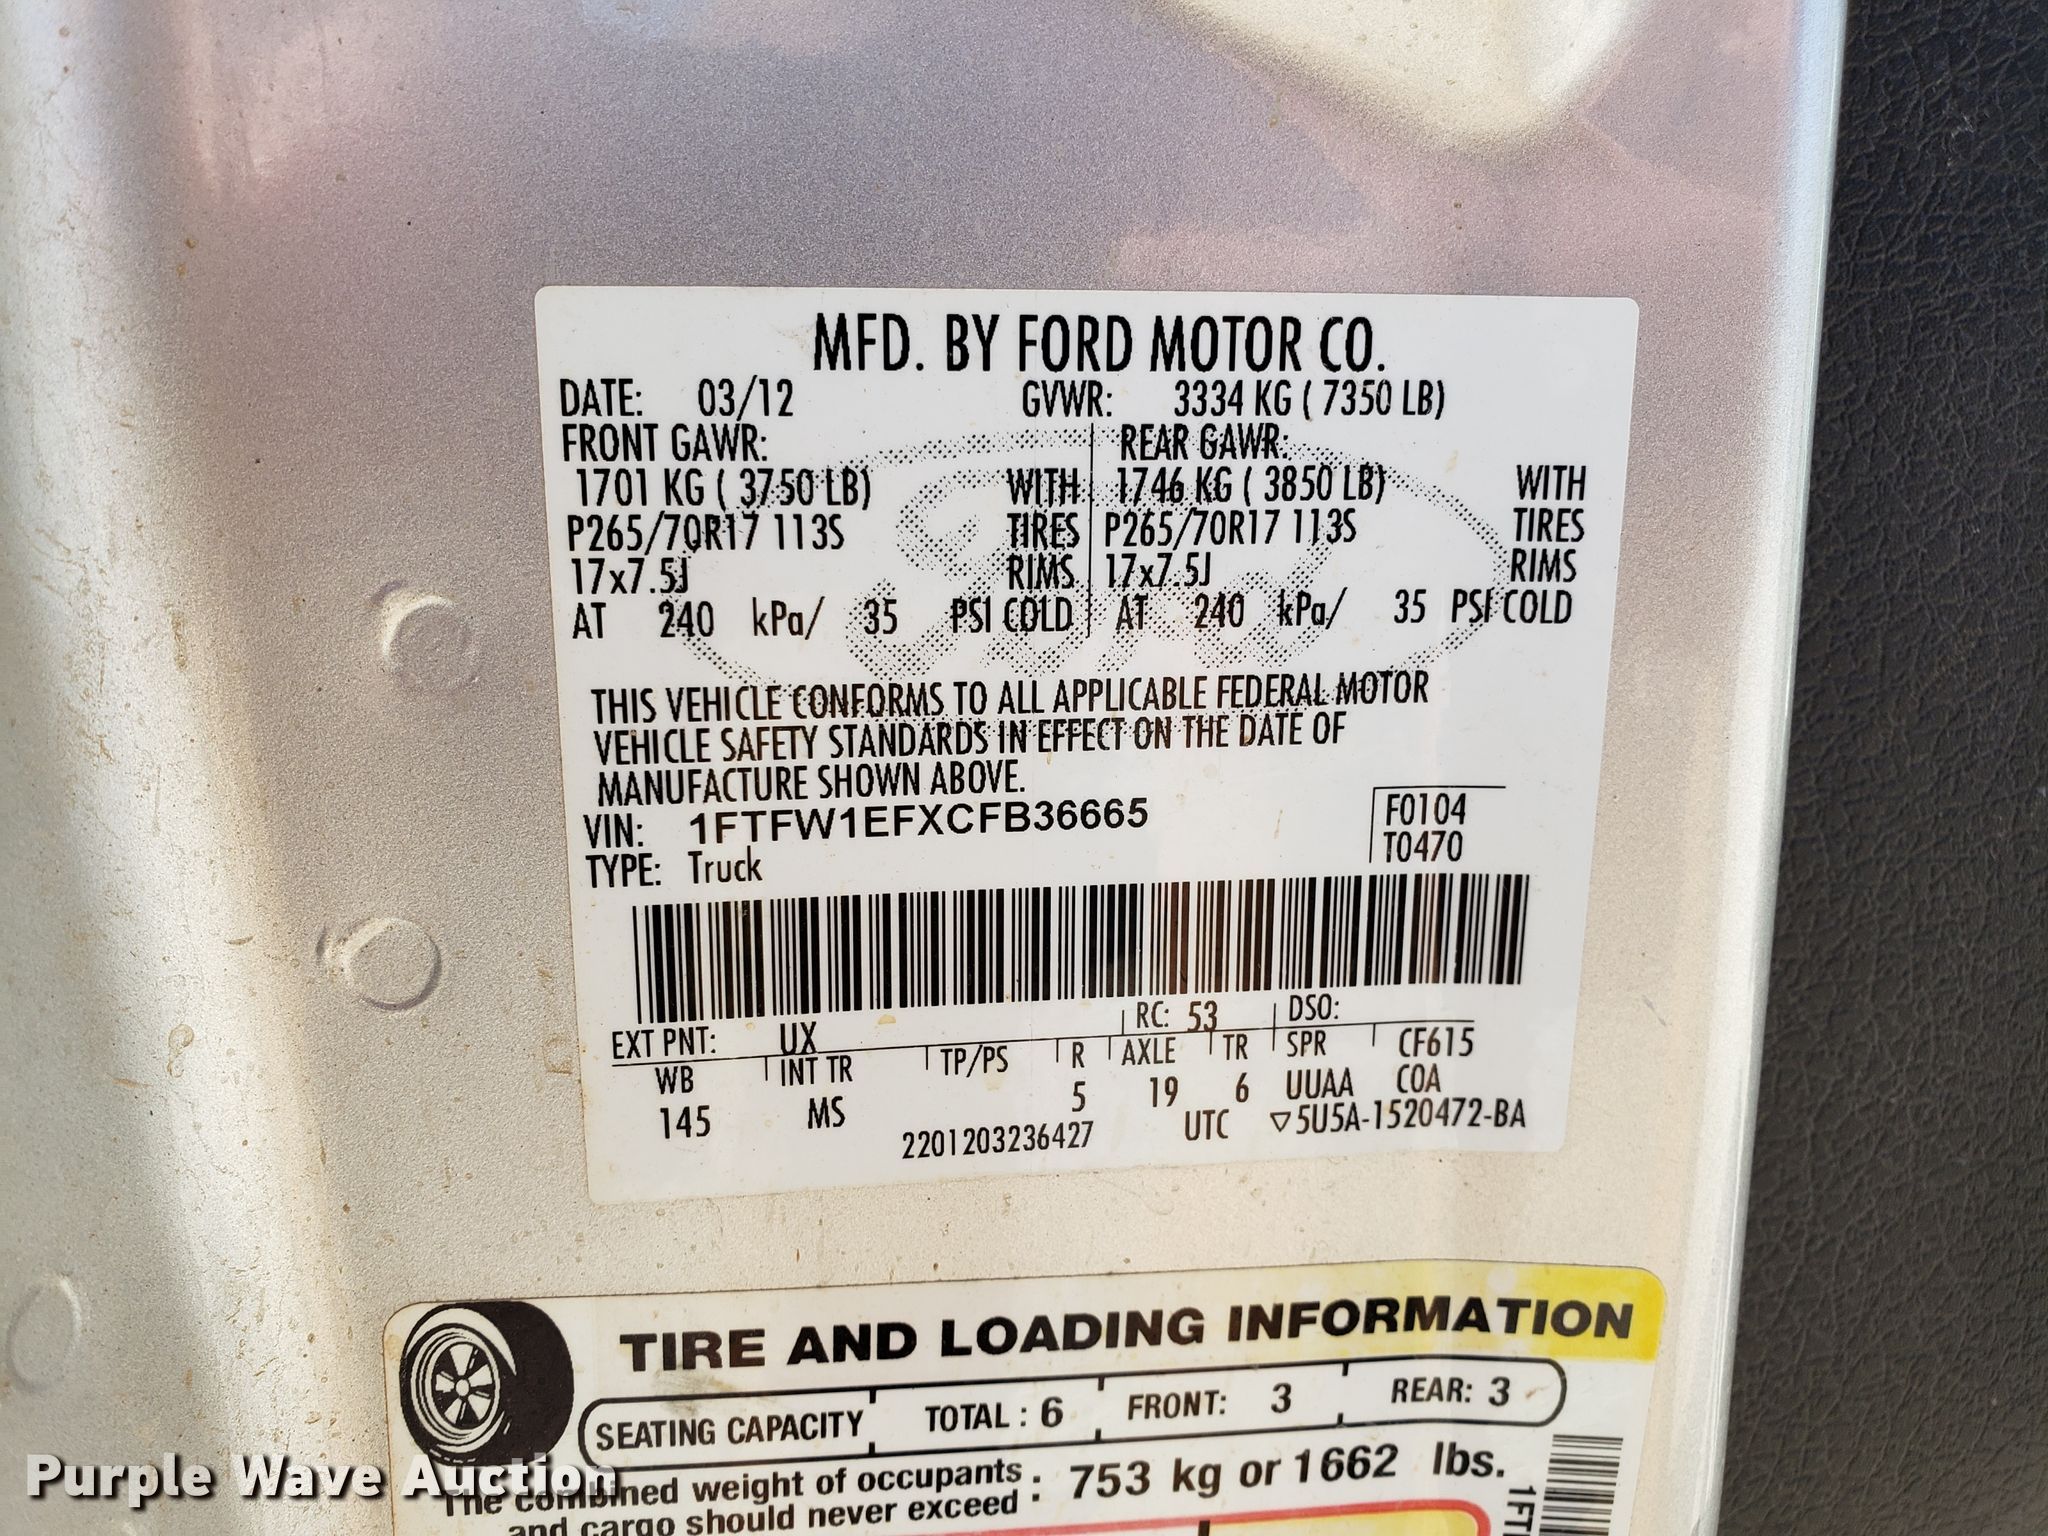 MFD. BY FORD MOTOR CO.
DATE: 03/12 GVWR: 3334 KG ( 7350 LB)
FRONT GAWR: REAR GAWR:
1701 KG ( 3750 LB) WITH 1746 KG ( 3850 LB) WITH
P265/70R17 113S TIRES P265/70R17 113S TIRES
17x7.5J RIMS 17x7.5J RIMS
AT 240 kPa/ 35 PSI COLD AT 240 kPa/ 35 PSI COLD
Ford
THIS VEHICLE CONFORMS TO ALL APPLICABLE FEDERAL MOTOR
VEHICLE SAFETY STANDARDS IN EFFECT ON THE DATE OF
MANUFACTURE SHOWN ABOVE.
VIN: 1FTFW1EFXCFB36665 F0104
TYPE: Truck T0470
EXT PNT: UX RC: 53 DSO:
WB INT TR TP/PS R AXLE TR SPR CF615
145 MS 5 19 6 UUAA COA
2201203236427 UTC ▽5U5A-1520472-BA
TIRE AND LOADING INFORMATION
SEATING CAPACITY TOTAL : 6 FRONT: 3 REAR: 3
The combined weight of occupants : 753 kg or 1662 lbs.
and cargo should never exceed
1FT
Purple Wave Auction